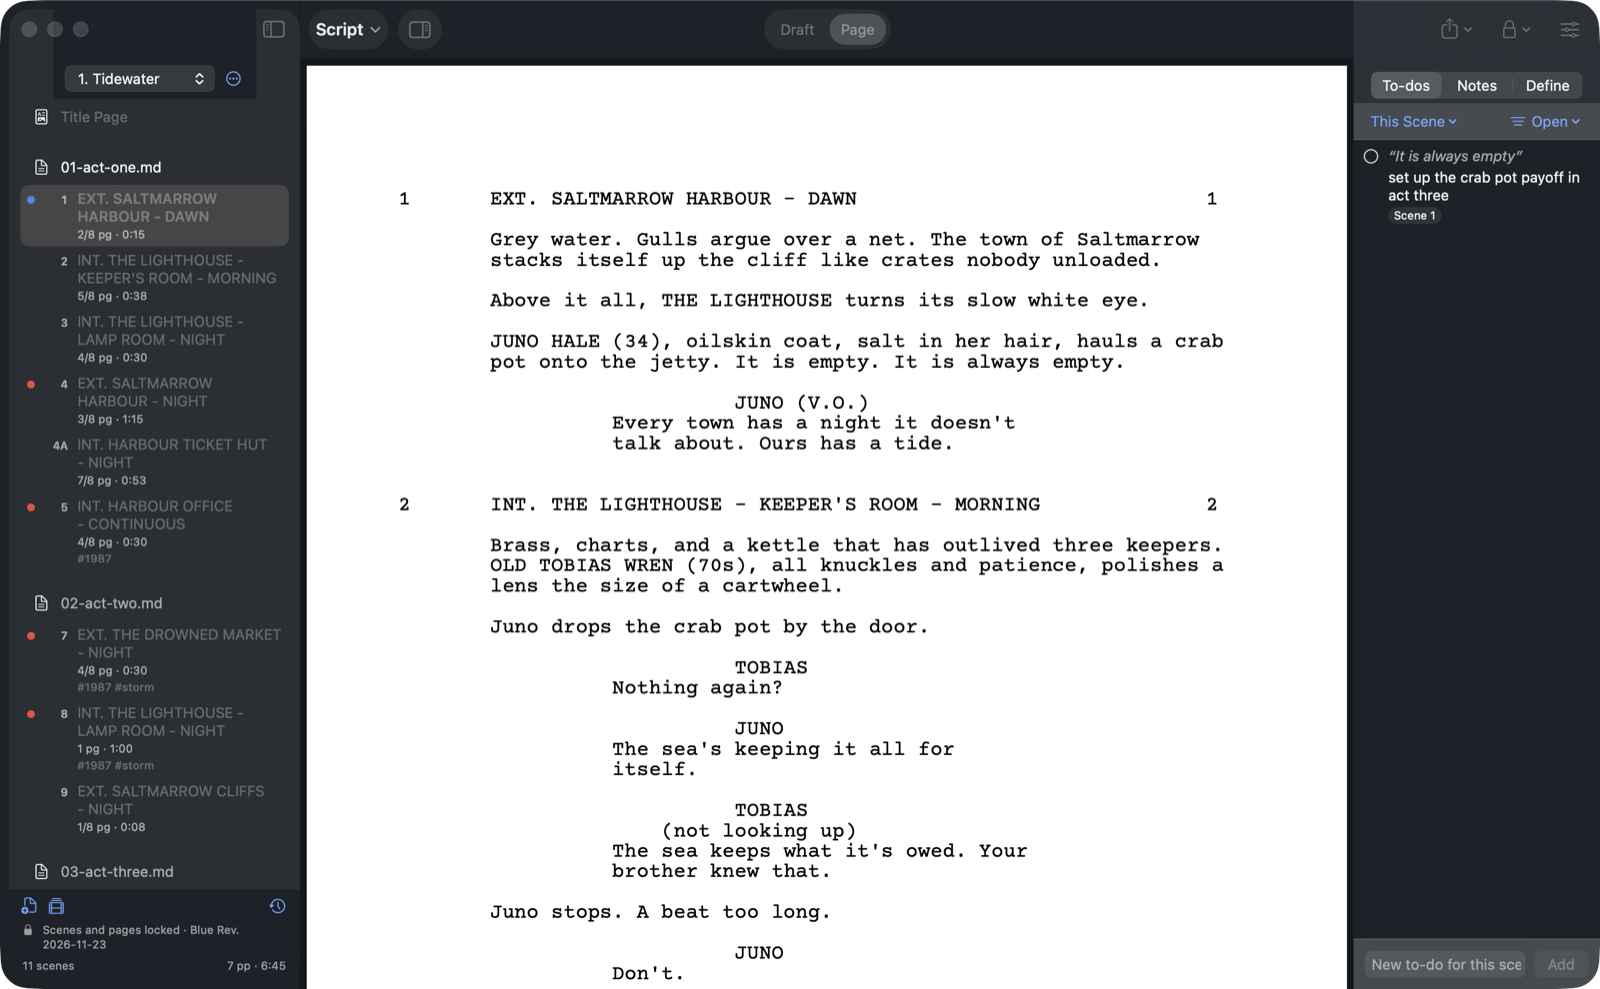 Script
Draft
Page
1. Tidewater
Title Page
01-act-one.md
1 EXT. SALTMARROW
HARBOUR - DAWN
2/8 pg · 0:15
2 INT. THE LIGHTHOUSE -
KEEPER'S ROOM - MORNING
5/8 pg · 0:38
3 INT. THE LIGHTHOUSE -
LAMP ROOM - NIGHT
4/8 pg · 0:30
4 EXT. SALTMARROW
HARBOUR - NIGHT
3/8 pg · 1:15
4A INT. HARBOUR TICKET HUT
- NIGHT
7/8 pg · 0:53
5 INT. HARBOUR OFFICE
- CONTINUOUS
4/8 pg · 0:30
#1987
02-act-two.md
7 EXT. THE DROWNED MARKET
- NIGHT
4/8 pg · 0:30
#1987 #storm
8 INT. THE LIGHTHOUSE -
LAMP ROOM - NIGHT
1 pg · 1:00
#1987 #storm
9 EXT. SALTMARROW CLIFFS
- NIGHT
1/8 pg · 0:08
03-act-three.md
Scenes and pages locked · Blue Rev.
2026-11-23
11 scenes 7 pp · 6:45
1 EXT. SALTMARROW HARBOUR - DAWN 1
Grey water. Gulls argue over a net. The town of Saltmarrow
stacks itself up the cliff like crates nobody unloaded.
Above it all, THE LIGHTHOUSE turns its slow white eye.
JUNO HALE (34), oilskin coat, salt in her hair, hauls a crab
pot onto the jetty. It is empty. It is always empty.
JUNO (V.O.)
Every town has a night it doesn't
talk about. Ours has a tide.
2 INT. THE LIGHTHOUSE - KEEPER'S ROOM - MORNING 2
Brass, charts, and a kettle that has outlived three keepers.
OLD TOBIAS WREN (70s), all knuckles and patience, polishes a
lens the size of a cartwheel.
Juno drops the crab pot by the door.
TOBIAS
Nothing again?
JUNO
The sea's keeping it all for
itself.
TOBIAS
(not looking up)
The sea keeps what it's owed. Your
brother knew that.
Juno stops. A beat too long.
JUNO
Don't.
To-dos
Notes
Define
This Scene
Open
“It is always empty”
set up the crab pot payoff in
act three
Scene 1
New to-do for this sce
Add